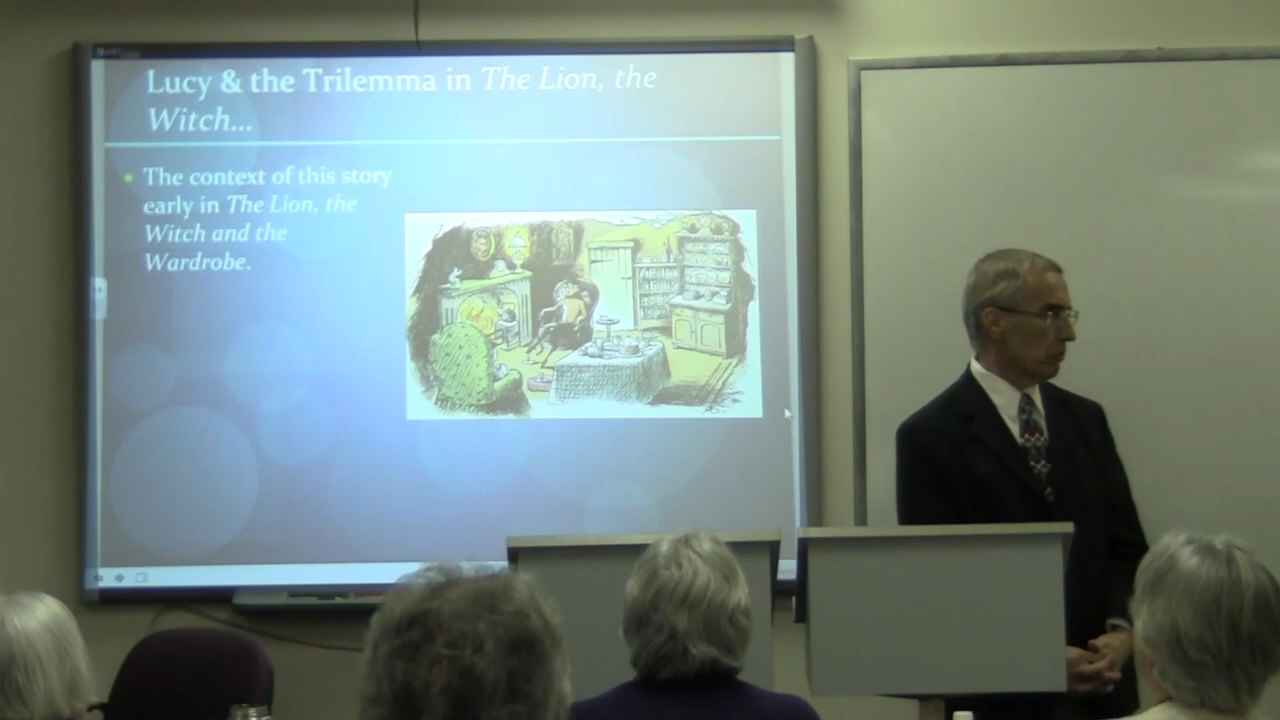 Lucy & the Trilemma in The Lion, the
Witch...
The context of this story
early in The Lion, the
Witch and the
Wardrobe.